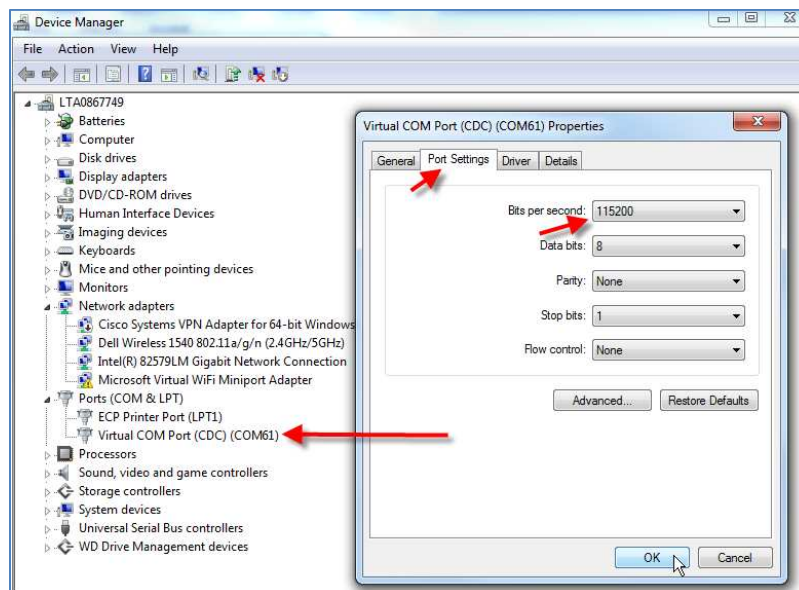 Device Manager
File Action View Help
LTA0867749
Batteries
Computer
Disk drives
Display adapters
DVD/CD-ROM drives
Human Interface Devices
Imaging devices
Keyboards
Mice and other pointing devices
Monitors
Network adapters
Cisco Systems VPN Adapter for 64-bit Windows
Dell Wireless 1540 802.11a/g/n (2.4GHz/5GHz)
Intel(R) 82579LM Gigabit Network Connection
Microsoft Virtual WiFi Miniport Adapter
Ports (COM & LPT)
ECP Printer Port (LPT1)
Virtual COM Port (CDC) (COM61)
Processors
Sound, video and game controllers
Storage controllers
System devices
Universal Serial Bus controllers
WD Drive Management devices
Virtual COM Port (CDC) (COM61) Properties
General Port Settings Driver Details
Bits per second: 115200
Data bits: 8
Parity: None
Stop bits: 1
Flow control: None
Advanced... Restore Defaults
OK Cancel